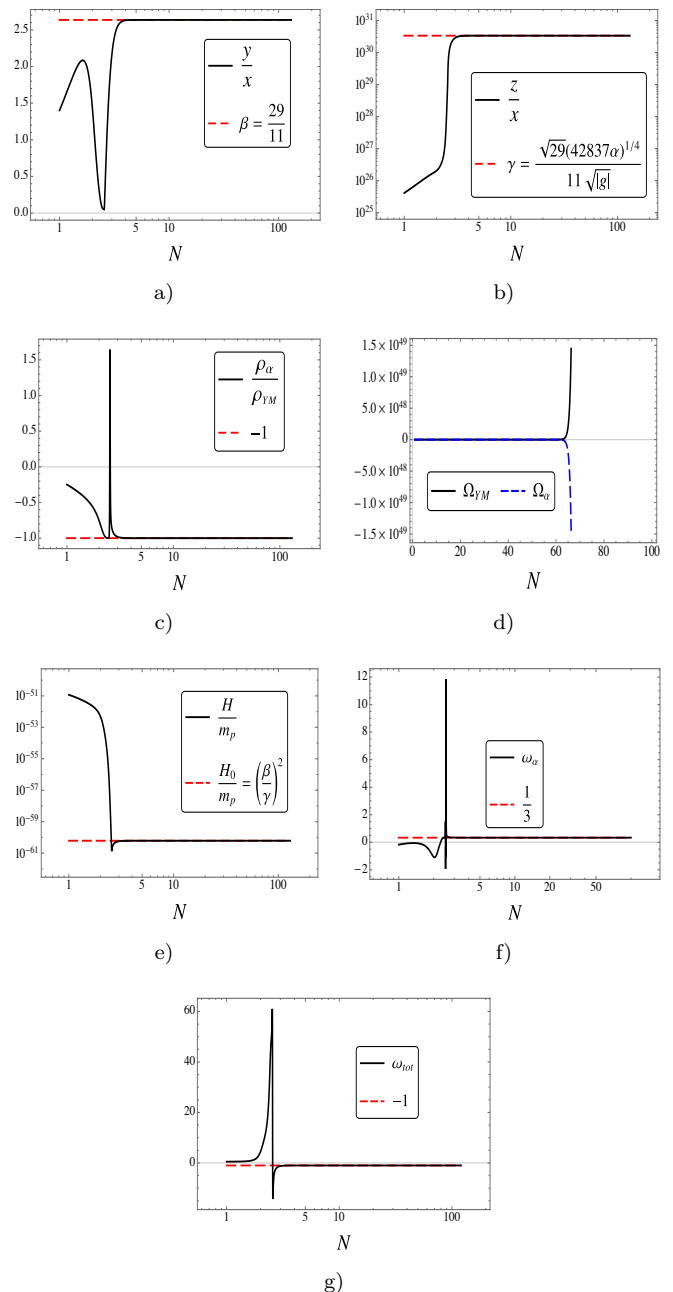 2.5
2.0
1.5
1.0
0.5
0.0
y/x
β = 29/11
1 5 10 100
N
a)
10^31
10^30
10^29
10^28
10^27
10^26
10^25
z/x
γ = √29(42837α)^1/4 / 11 √|g|
1 5 10 100
N
b)
1.5
1.0
0.5
0.0
−0.5
−1.0
ρ_α/ρ_YM
−1
1 5 10 100
N
c)
1.5 × 10^49
1.0 × 10^49
5.0 × 10^48
0
−5.0 × 10^48
−1.0 × 10^49
−1.5 × 10^49
Ω_YM Ω_α
0 20 40 60 80 100
N
d)
10^−51
10^−53
10^−55
10^−57
10^−59
10^−61
H/m_p
H_0/m_p = (β/γ)^2
1 5 10 100
N
e)
12
10
8
6
4
2
0
−2
ω_α
1/3
1 5 10 20 50
N
f)
60
40
20
0
ω_tot
−1
1 5 10 100
N
g)